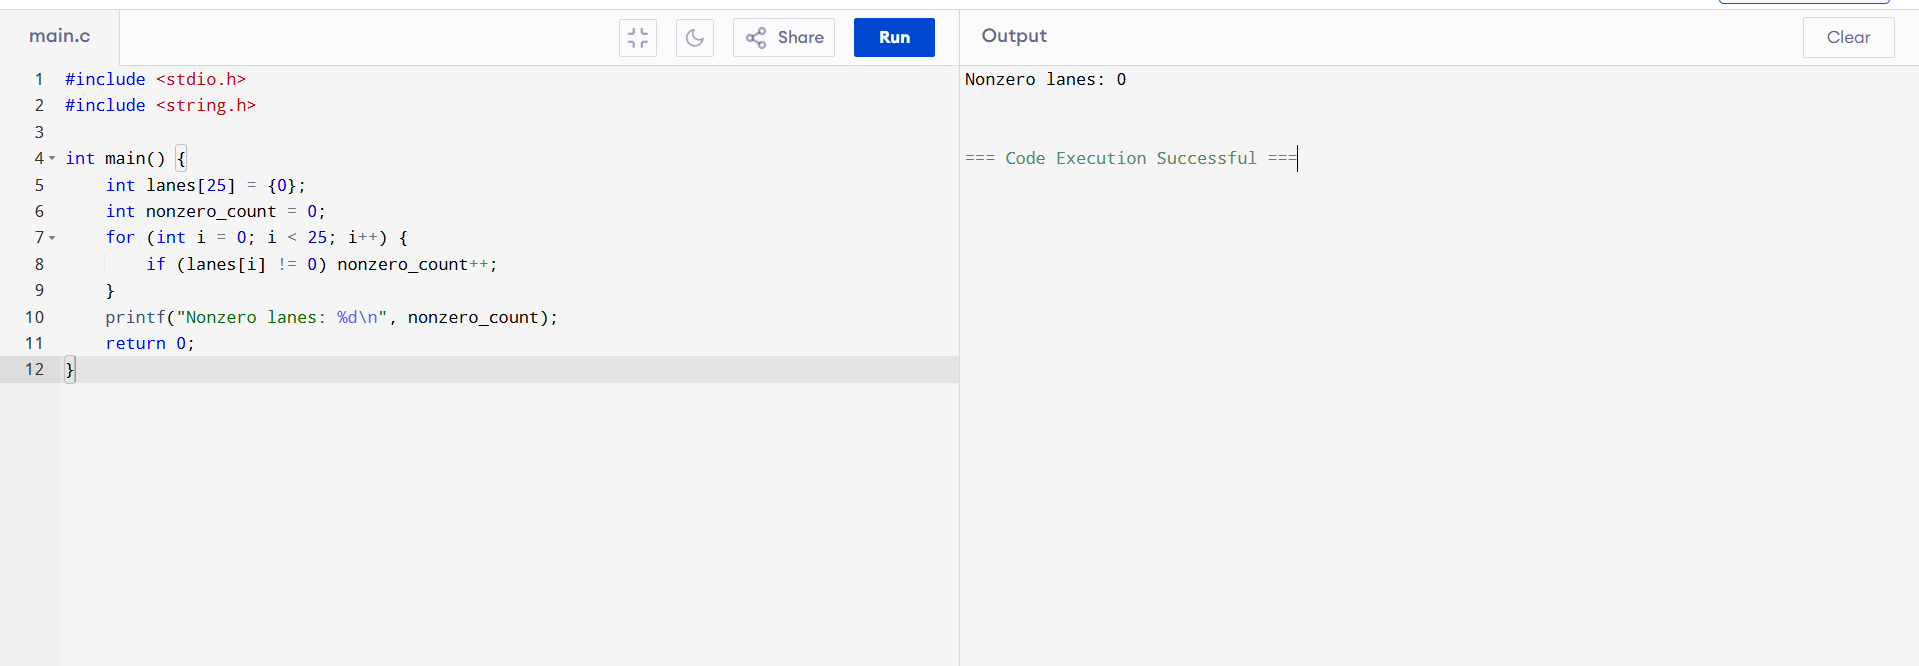 main.c
Share
Run
Output
Clear
1 #include <stdio.h>
2 #include <string.h>
3
4 int main() {
5     int lanes[25] = {0};
6     int nonzero_count = 0;
7     for (int i = 0; i < 25; i++) {
8         if (lanes[i] != 0) nonzero_count++;
9     }
10     printf("Nonzero lanes: %d\n", nonzero_count);
11     return 0;
12 }
Nonzero lanes: 0
=== Code Execution Successful ===